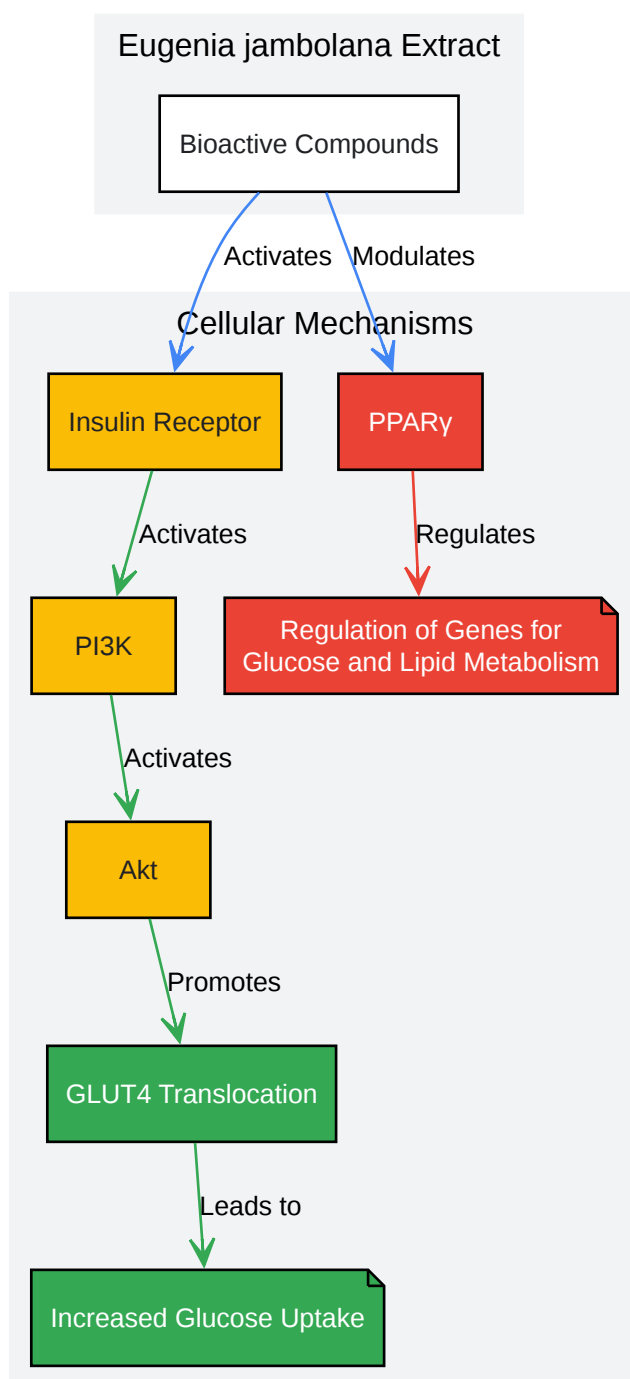 Eugenia jambolana Extract
Bioactive Compounds
Activates
Modulates
Cellular Mechanisms
Insulin Receptor
PPARγ
Activates
Regulates
PI3K
Regulation of Genes for
Glucose and Lipid Metabolism
Activates
Akt
Promotes
GLUT4 Translocation
Leads to
Increased Glucose Uptake